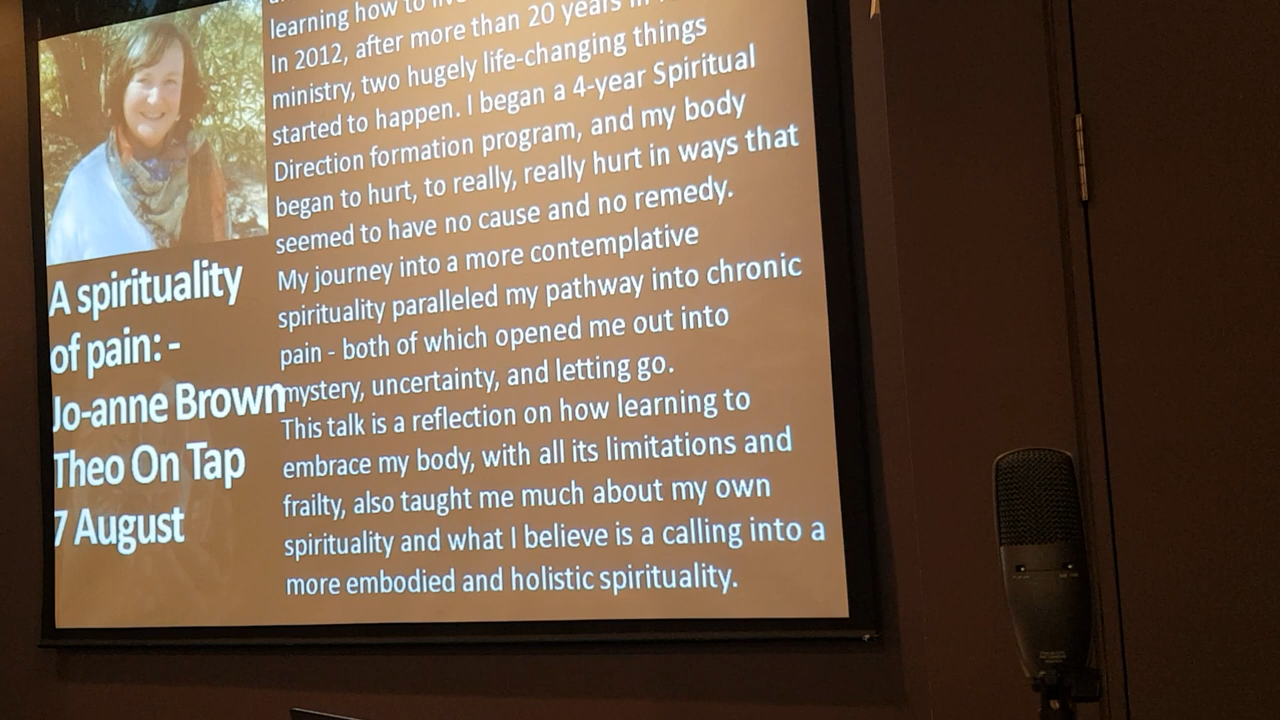 A spirituality
of pain: -
Jo-anne Brown
Theo On Tap
7 August
learning how to
In 2012, after more than 20 years
ministry, two hugely life-changing things
started to happen. I began a 4-year Spiritual
Direction formation program, and my body
began to hurt, to really, really hurt in ways that
seemed to have no cause and no remedy.
My journey into a more contemplative
spirituality paralleled my pathway into chronic
pain - both of which opened me out into
mystery, uncertainty, and letting go.
This talk is a reflection on how learning to
embrace my body, with all its limitations and
frailty, also taught me much about my own
spirituality and what I believe is a calling into a
more embodied and holistic spirituality.